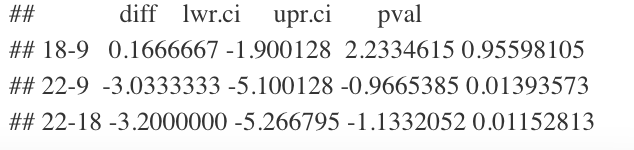 ## diff lwr.ci upr.ci pval
## 18-9 0.1666667 -1.900128 2.2334615 0.95598105
## 22-9 -3.0333333 -5.100128 -0.9665385 0.01393573
## 22-18 -3.2000000 -5.266795 -1.1332052 0.01152813